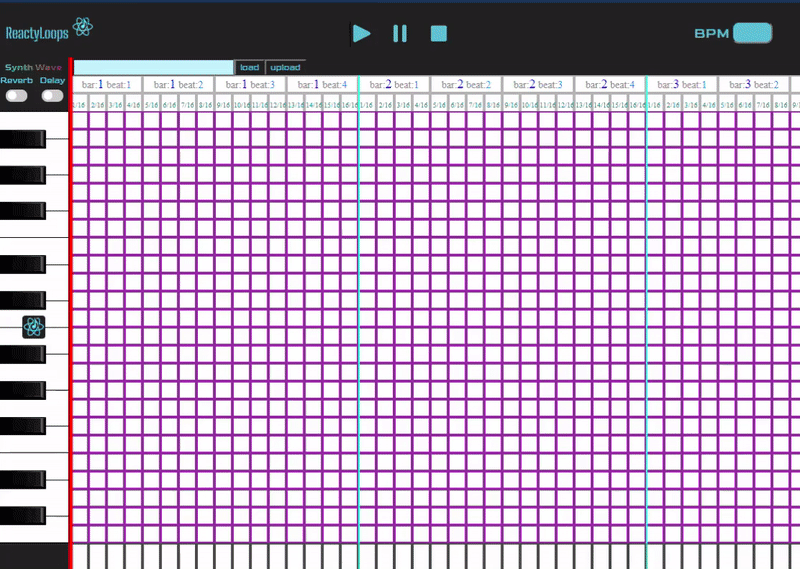 ReactyLoops
BPM
Synth Wave
load upload
Reverb Delay
bar:1 beat:1 bar:1 beat:2 bar:1 beat:3 bar:1 beat:4 bar:2 beat:1 bar:2 beat:2 bar:2 beat:3 bar:2 beat:4 bar:3 beat:1 bar:3 beat:2
1/16 2/16 3/16 4/16 5/16 6/16 7/16 8/16 9/16 10/16 11/16 12/16 13/16 14/16 15/16 16/16 1/16 2/16 3/16 4/16 5/16 6/16 7/16 8/16 9/16 10/16 11/16 12/16 13/16 14/16 15/16 16/16 1/16 2/16 3/16 4/16 5/16 6/16 7/16 8/16